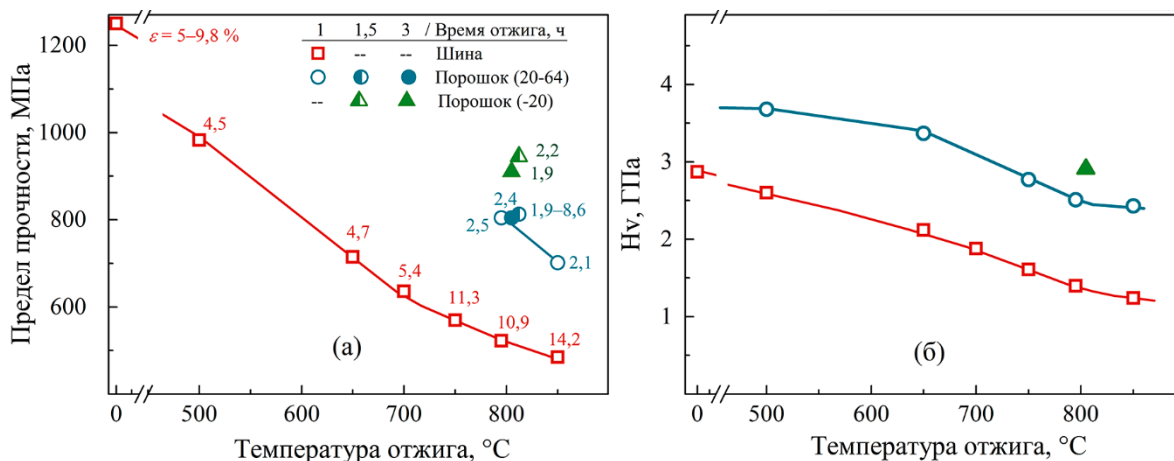 1 1,5 3 / Время отжига, ч
-- -- Шина
Порошок (20-64)
-- Порошок (-20)
ε = 5–9,8 %
4,5
4,7
5,4
11,3
10,9
14,2
2,2
1,9
2,4
2,5
1,9–8,6
2,1
1200
1000
800
600
Предел прочности, МПа
(а)
0 500 600 700 800
Температура отжига, °C
4
3
2
1
Hv, ГПа
(б)
0 500 600 700 800
Температура отжига, °C